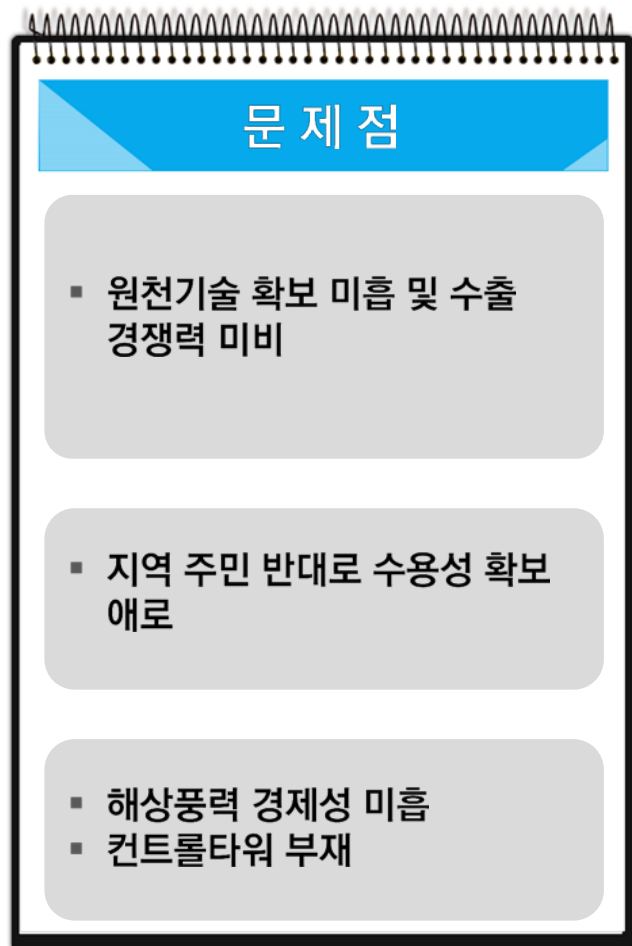 문 제 점
▪ 원천기술 확보 미흡 및 수출
경쟁력 미비
▪ 지역 주민 반대로 수용성 확보
애로
▪ 해상풍력 경제성 미흡
▪ 컨트롤타워 부재